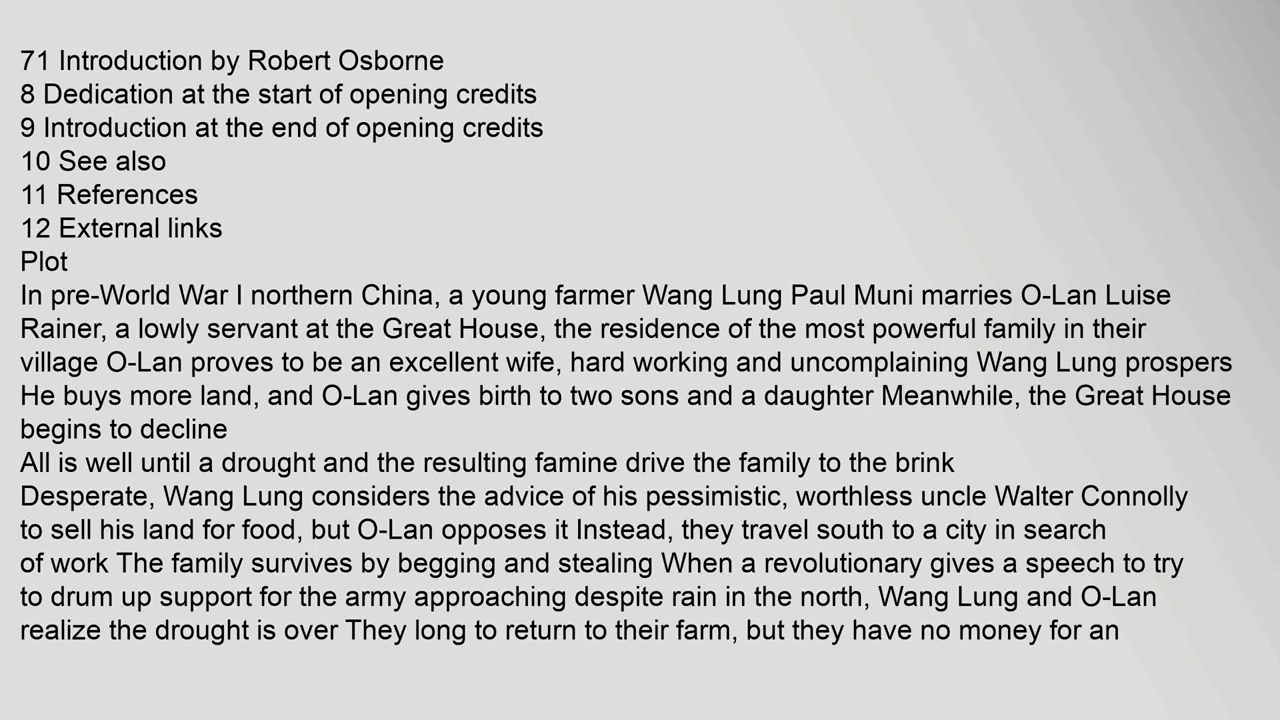 71 Introduction by Robert Osborne
8 Dedication at the start of opening credits
9 Introduction at the end of opening credits
10 See also
11 References
12 External links
Plot
In pre-World War I northern China, a young farmer Wang Lung Paul Muni marries O-Lan Luise
Rainer, a lowly servant at the Great House, the residence of the most powerful family in their
village O-Lan proves to be an excellent wife, hard working and uncomplaining Wang Lung prospers
He buys more land, and O-Lan gives birth to two sons and a daughter Meanwhile, the Great House
begins to decline
All is well until a drought and the resulting famine drive the family to the brink
Desperate, Wang Lung considers the advice of his pessimistic, worthless uncle Walter Connolly
to sell his land for food, but O-Lan opposes it Instead, they travel south to a city in search
of work The family survives by begging and stealing When a revolutionary gives a speech to try
to drum up support for the army approaching despite rain in the north, Wang Lung and O-Lan
realize the drought is over They long to return to their farm, but they have no money for an